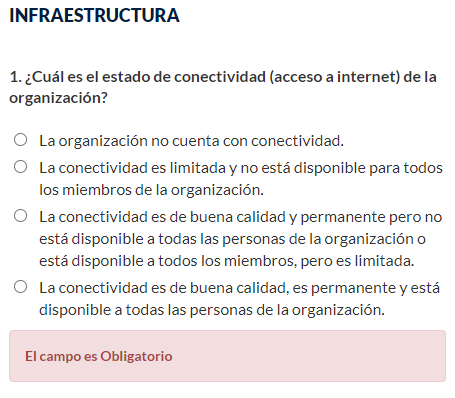 INFRAESTRUCTURA
1. ¿Cuál es el estado de conectividad (acceso a internet) de la
organización?
La organización no cuenta con conectividad.
La conectividad es limitada y no está disponible para todos
los miembros de la organización.
La conectividad es de buena calidad y permanente pero no
está disponible a todas las personas de la organización o
está disponible a todos los miembros, pero es limitada.
La conectividad es de buena calidad, es permanente y está
disponible a todas las personas de la organización.
El campo es Obligatorio